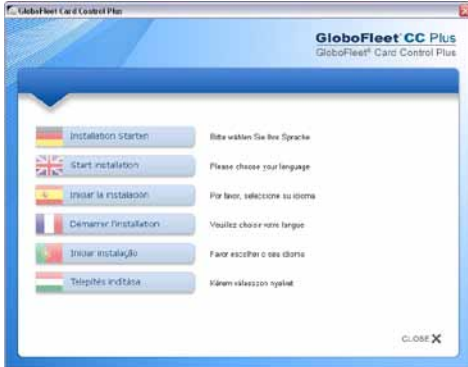 GloboFleet Card Control Plus
GloboFleet CC Plus
GloboFleet® Card Control Plus
Installation starten
Bitte wählen Sie Ihre Sprache
Start installation
Please choose your language
Iniciar la instalación
Por favor, seleccione su idioma
Démarrer l'installation
Veuillez choisir votre langue
Iniciar instalação
Favor escolher o seu idioma
Telepítés indítása
Kérem válasszon nyelvet
CLOSE X